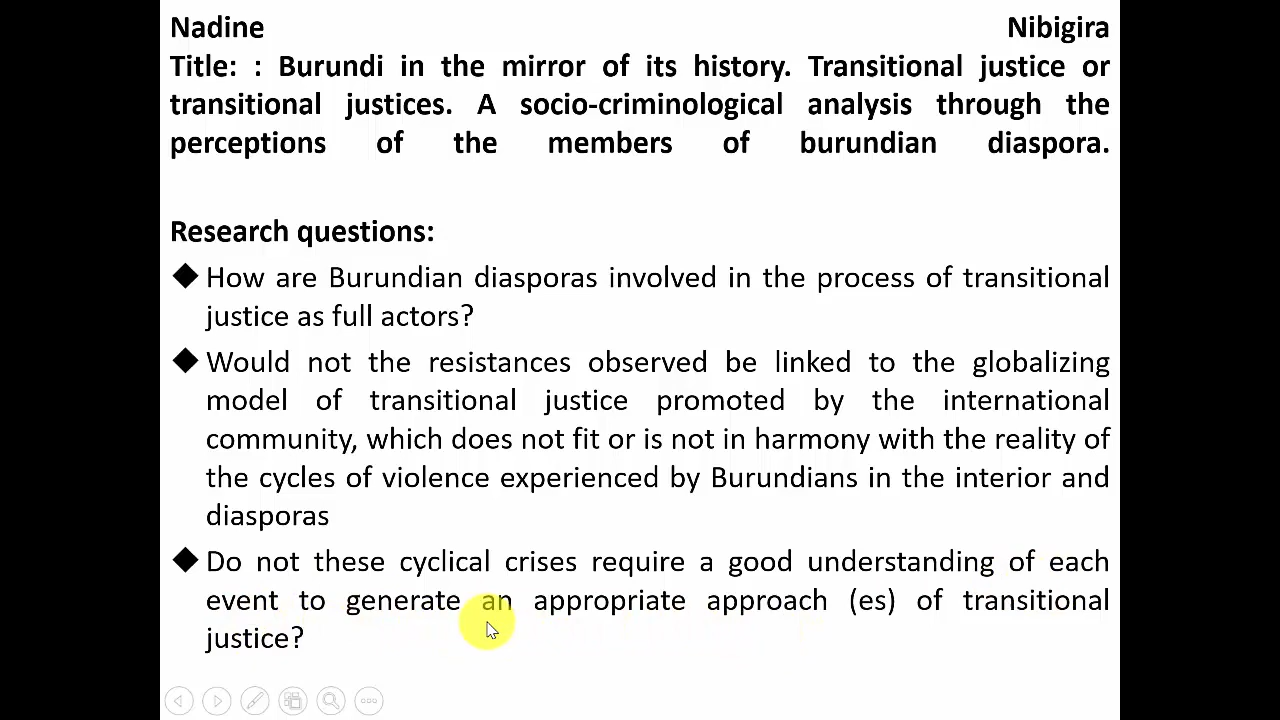 Nadine Nibigira
Title: : Burundi in the mirror of its history. Transitional justice or
transitional justices. A socio-criminological analysis through the
perceptions of the members of burundian diaspora.
Research questions:
How are Burundian diasporas involved in the process of transitional
justice as full actors?
Would not the resistances observed be linked to the globalizing
model of transitional justice promoted by the international
community, which does not fit or is not in harmony with the reality of
the cycles of violence experienced by Burundians in the interior and
diasporas
Do not these cyclical crises require a good understanding of each
event to generate an appropriate approach (es) of transitional
justice?